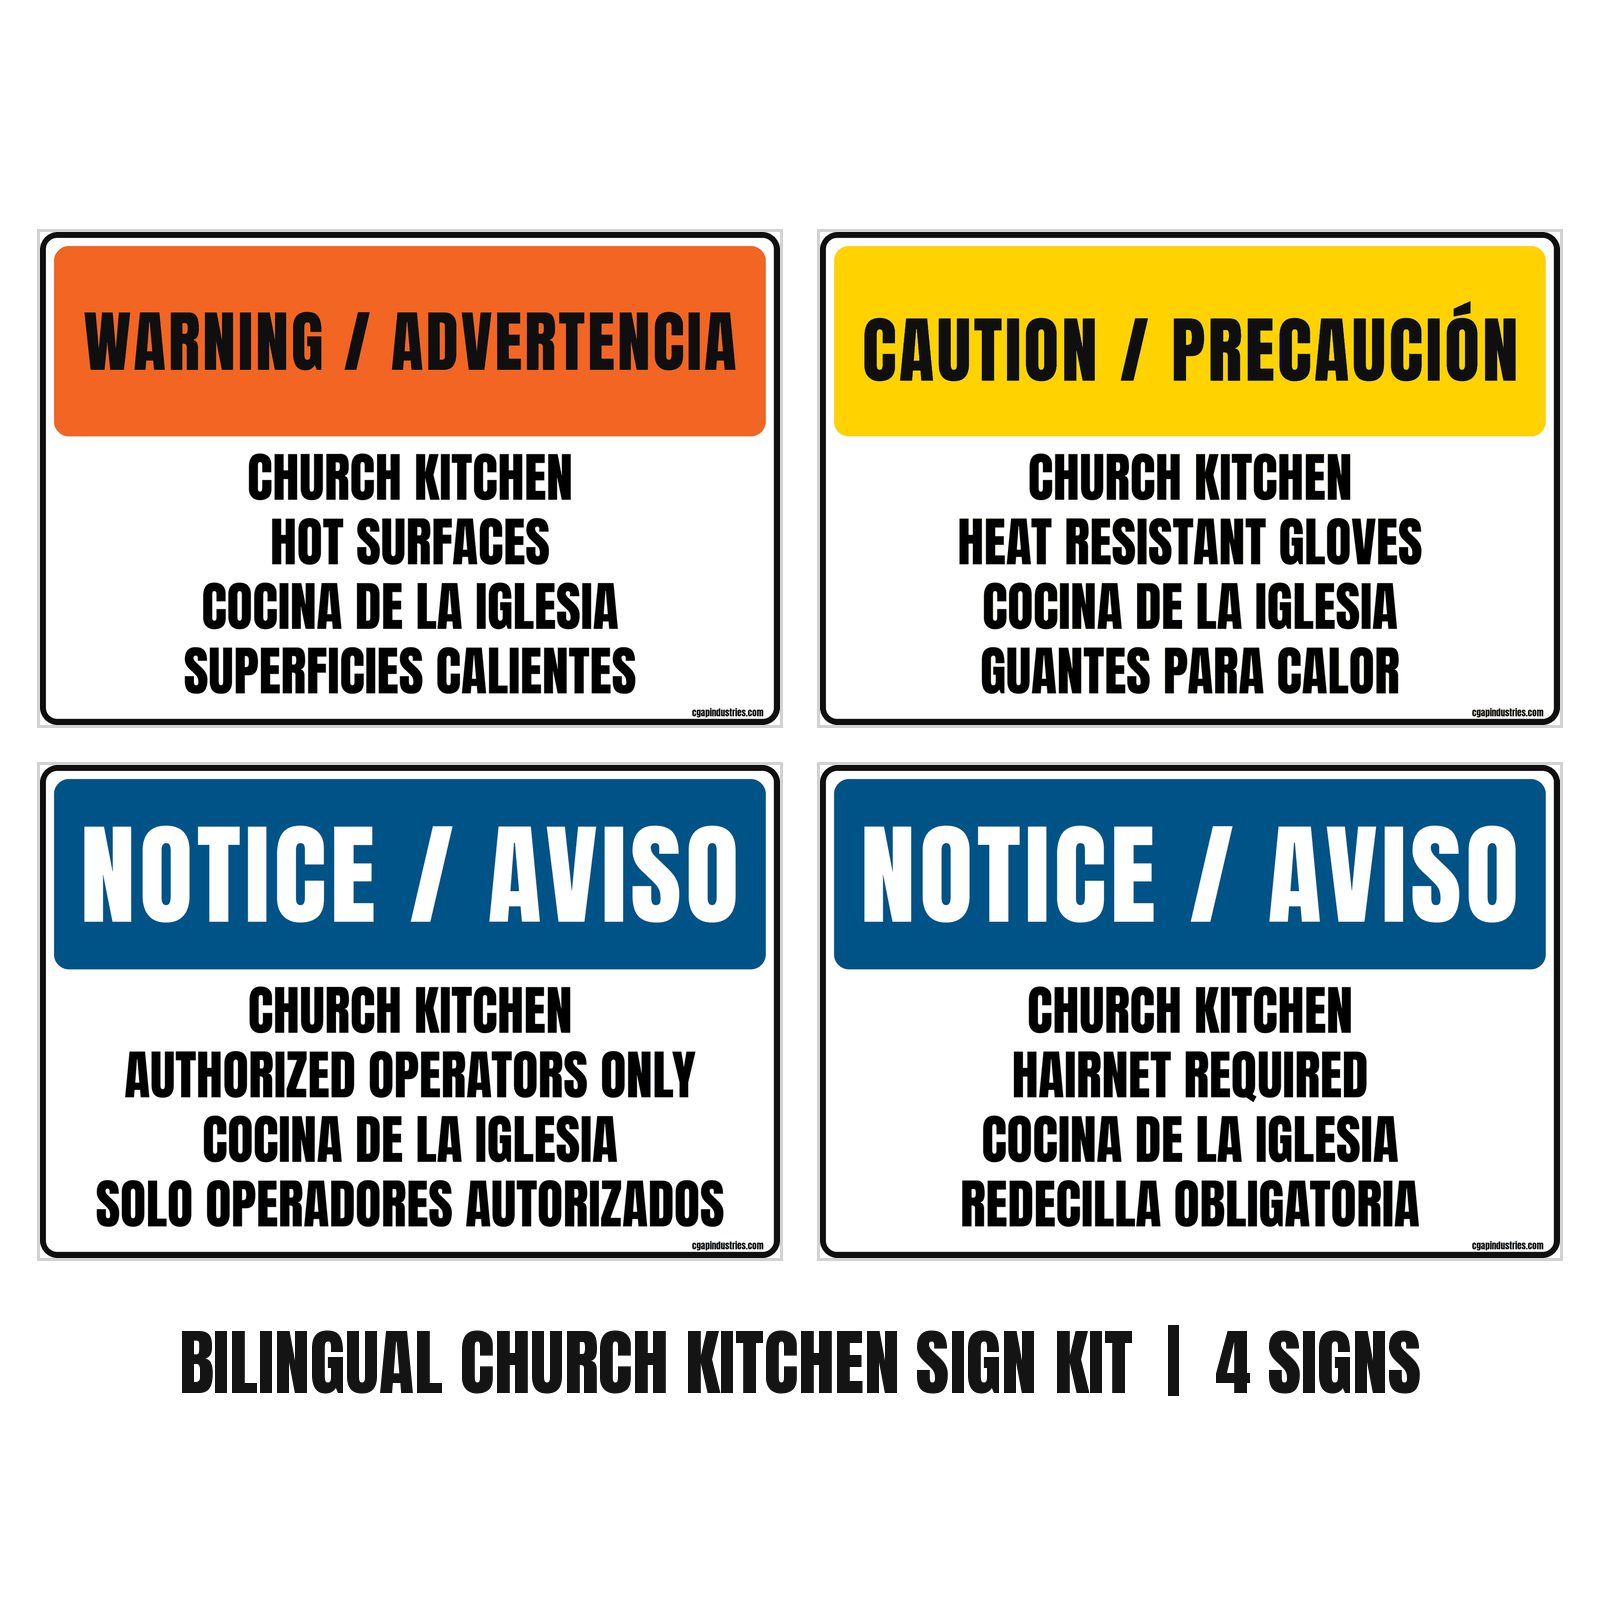 WARNING / ADVERTENCIA
CHURCH KITCHEN
HOT SURFACES
COCINA DE LA IGLESIA
SUPERFICIES CALIENTES
cgapindustries.com
CAUTION / PRECAUCIÓN
CHURCH KITCHEN
HEAT RESISTANT GLOVES
COCINA DE LA IGLESIA
GUANTES PARA CALOR
cgapindustries.com
NOTICE / AVISO
CHURCH KITCHEN
AUTHORIZED OPERATORS ONLY
COCINA DE LA IGLESIA
SOLO OPERADORES AUTORIZADOS
cgapindustries.com
NOTICE / AVISO
CHURCH KITCHEN
HAIRNET REQUIRED
COCINA DE LA IGLESIA
REDECILLA OBLIGATORIA
cgapindustries.com
BILINGUAL CHURCH KITCHEN SIGN KIT | 4 SIGNS